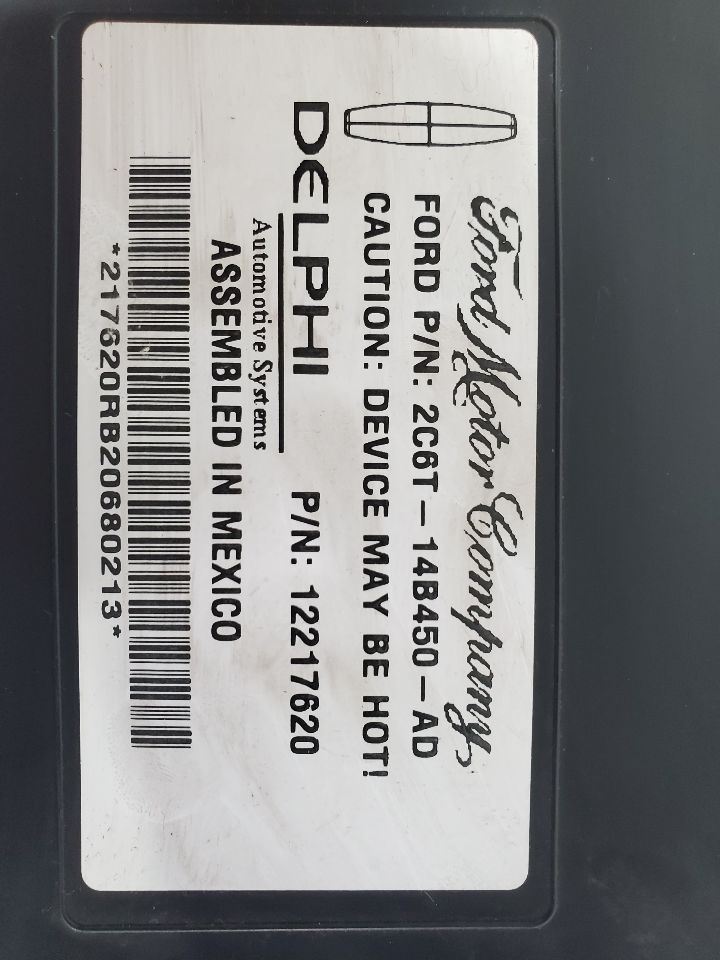 Ford Motor Company,
FORD P/N: 2C6T-14B450-AD
CAUTION: DEVICE MAY BE HOT!
DELPHI P/N: 12217620
Automotive Systems
ASSEMBLED IN MEXICO
*217620RB20680213*